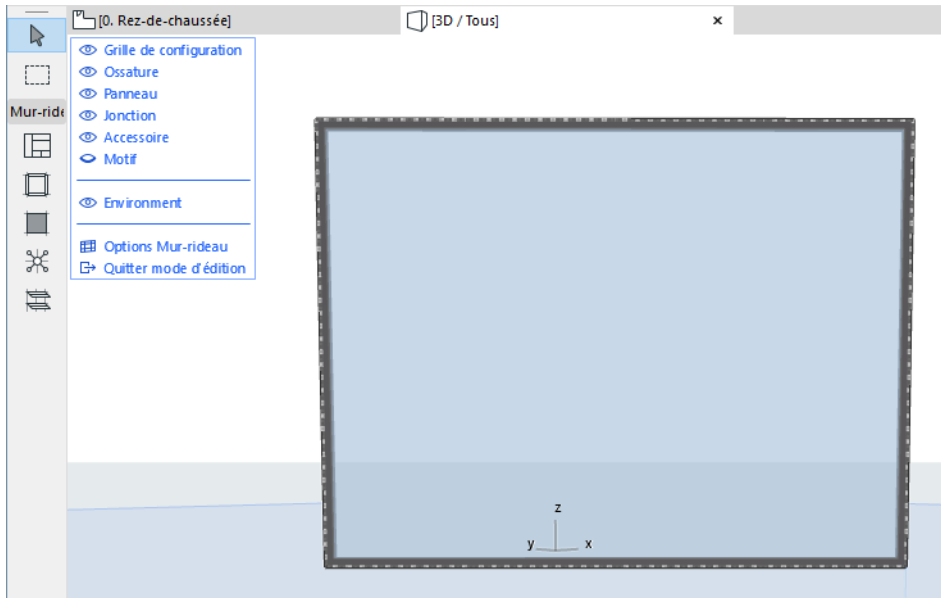 [0. Rez-de-chaussée]
[3D / Tous]
Grille de configuration
Ossature
Panneau
Mur-ride
Jonction
Accessoire
Motif
Environment
Options Mur-rideau
Quitter mode d'édition
z
y
x